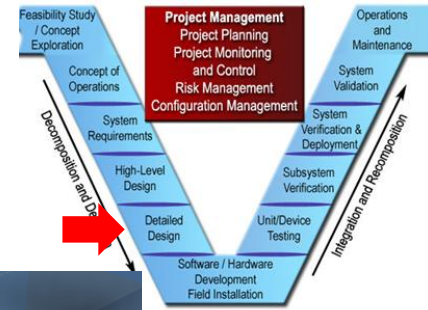 Feasibility Study
/ Concept
Exploration
Concept of
Operations
System
Requirements
High-Level
Design
Detailed
Design
Decomposition and
Project Management
Project Planning
Project Monitoring
and Control
Risk Management
Configuration Management
Software / Hardware
Development
Field Installation
Operations
and
Maintenance
System
Validation
System
Verification &
Deployment
Subsystem
Verification
Unit/Device
Testing
Integration and Recomposition